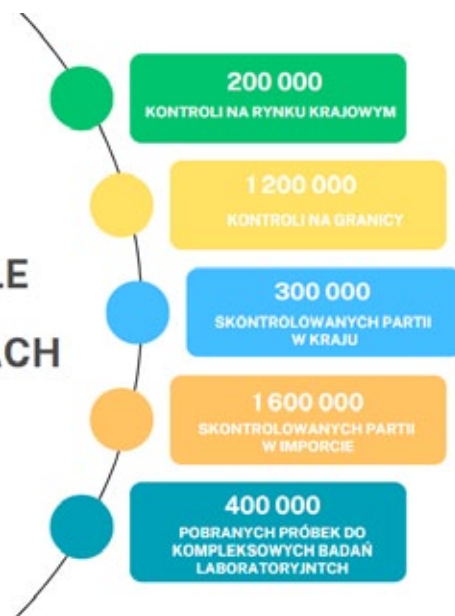 LE
ACH
200 000
KONTROLI NA RYNKU KRAJOWYM
1 200 000
KONTROLI NA GRANICY
300 000
SKONTROLOWANYCH PARTII
W KRAJU
1 600 000
SKONTROLOWANYCH PARTII
W IMPORCIE
400 000
POBRANYCH PRÓBEK DO
KOMPLEKSOWYCH BADAŃ
LABORATORYJNTCH